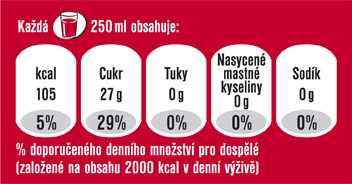 Každá 250 ml obsahuje:
kcal
105
5%
Cukr
27 g
29%
Tuky
0 g
0%
Nasycené
mastné
kyseliny
0 g
0%
Sodík
0 g
0%
% doporučeného denního množství pro dospělé
(založené na obsahu 2000 kcal v denní výživě)